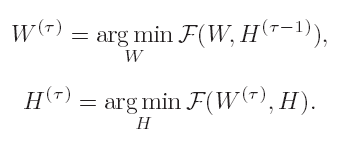 W^{(τ)} = arg min_W F(W, H^{(τ−1)}),
H^{(τ)} = arg min_H F(W^{(τ)}, H).